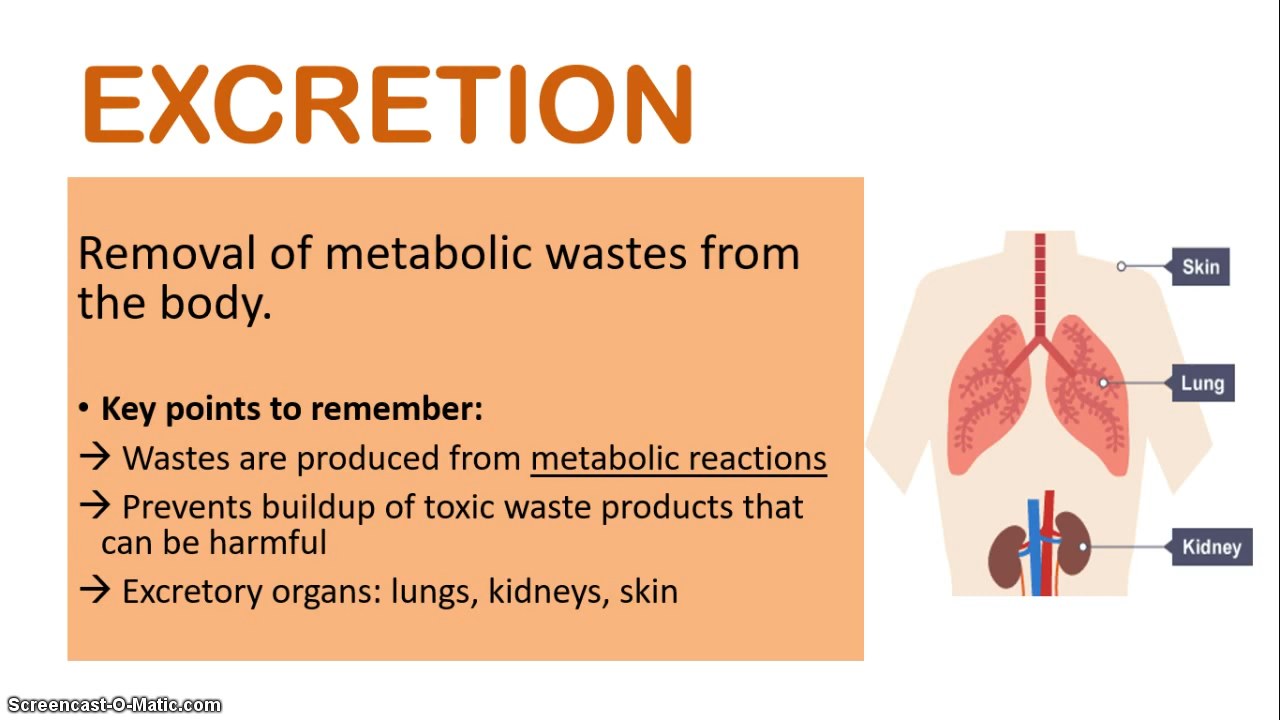 EXCRETION
Removal of metabolic wastes from
the body.
• Key points to remember:
→ Wastes are produced from metabolic reactions
→ Prevents buildup of toxic waste products that
can be harmful
→ Excretory organs: lungs, kidneys, skin
Skin
Lung
Kidney
Screencast-O-Matic.com